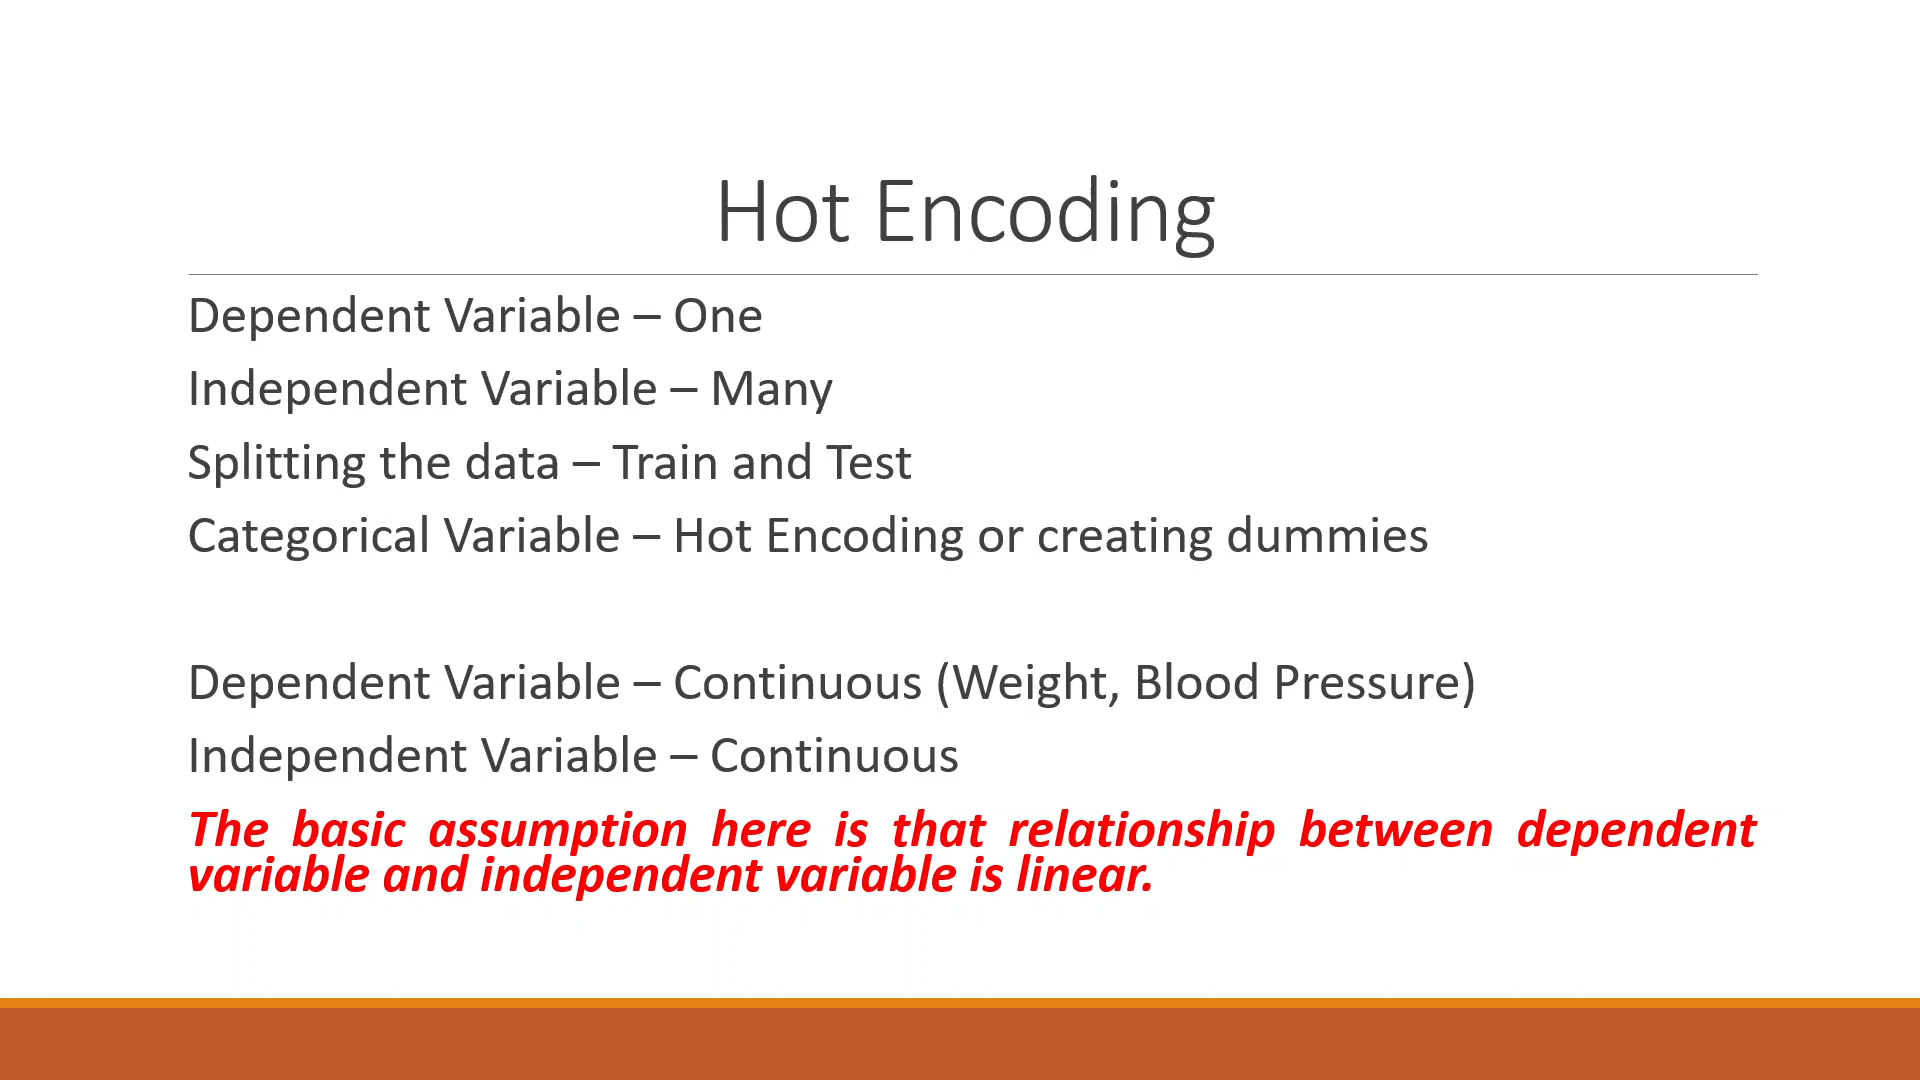 Hot Encoding
Dependent Variable – One
Independent Variable – Many
Splitting the data – Train and Test
Categorical Variable – Hot Encoding or creating dummies
Dependent Variable – Continuous (Weight, Blood Pressure)
Independent Variable – Continuous
The basic assumption here is that relationship between dependent
variable and independent variable is linear.